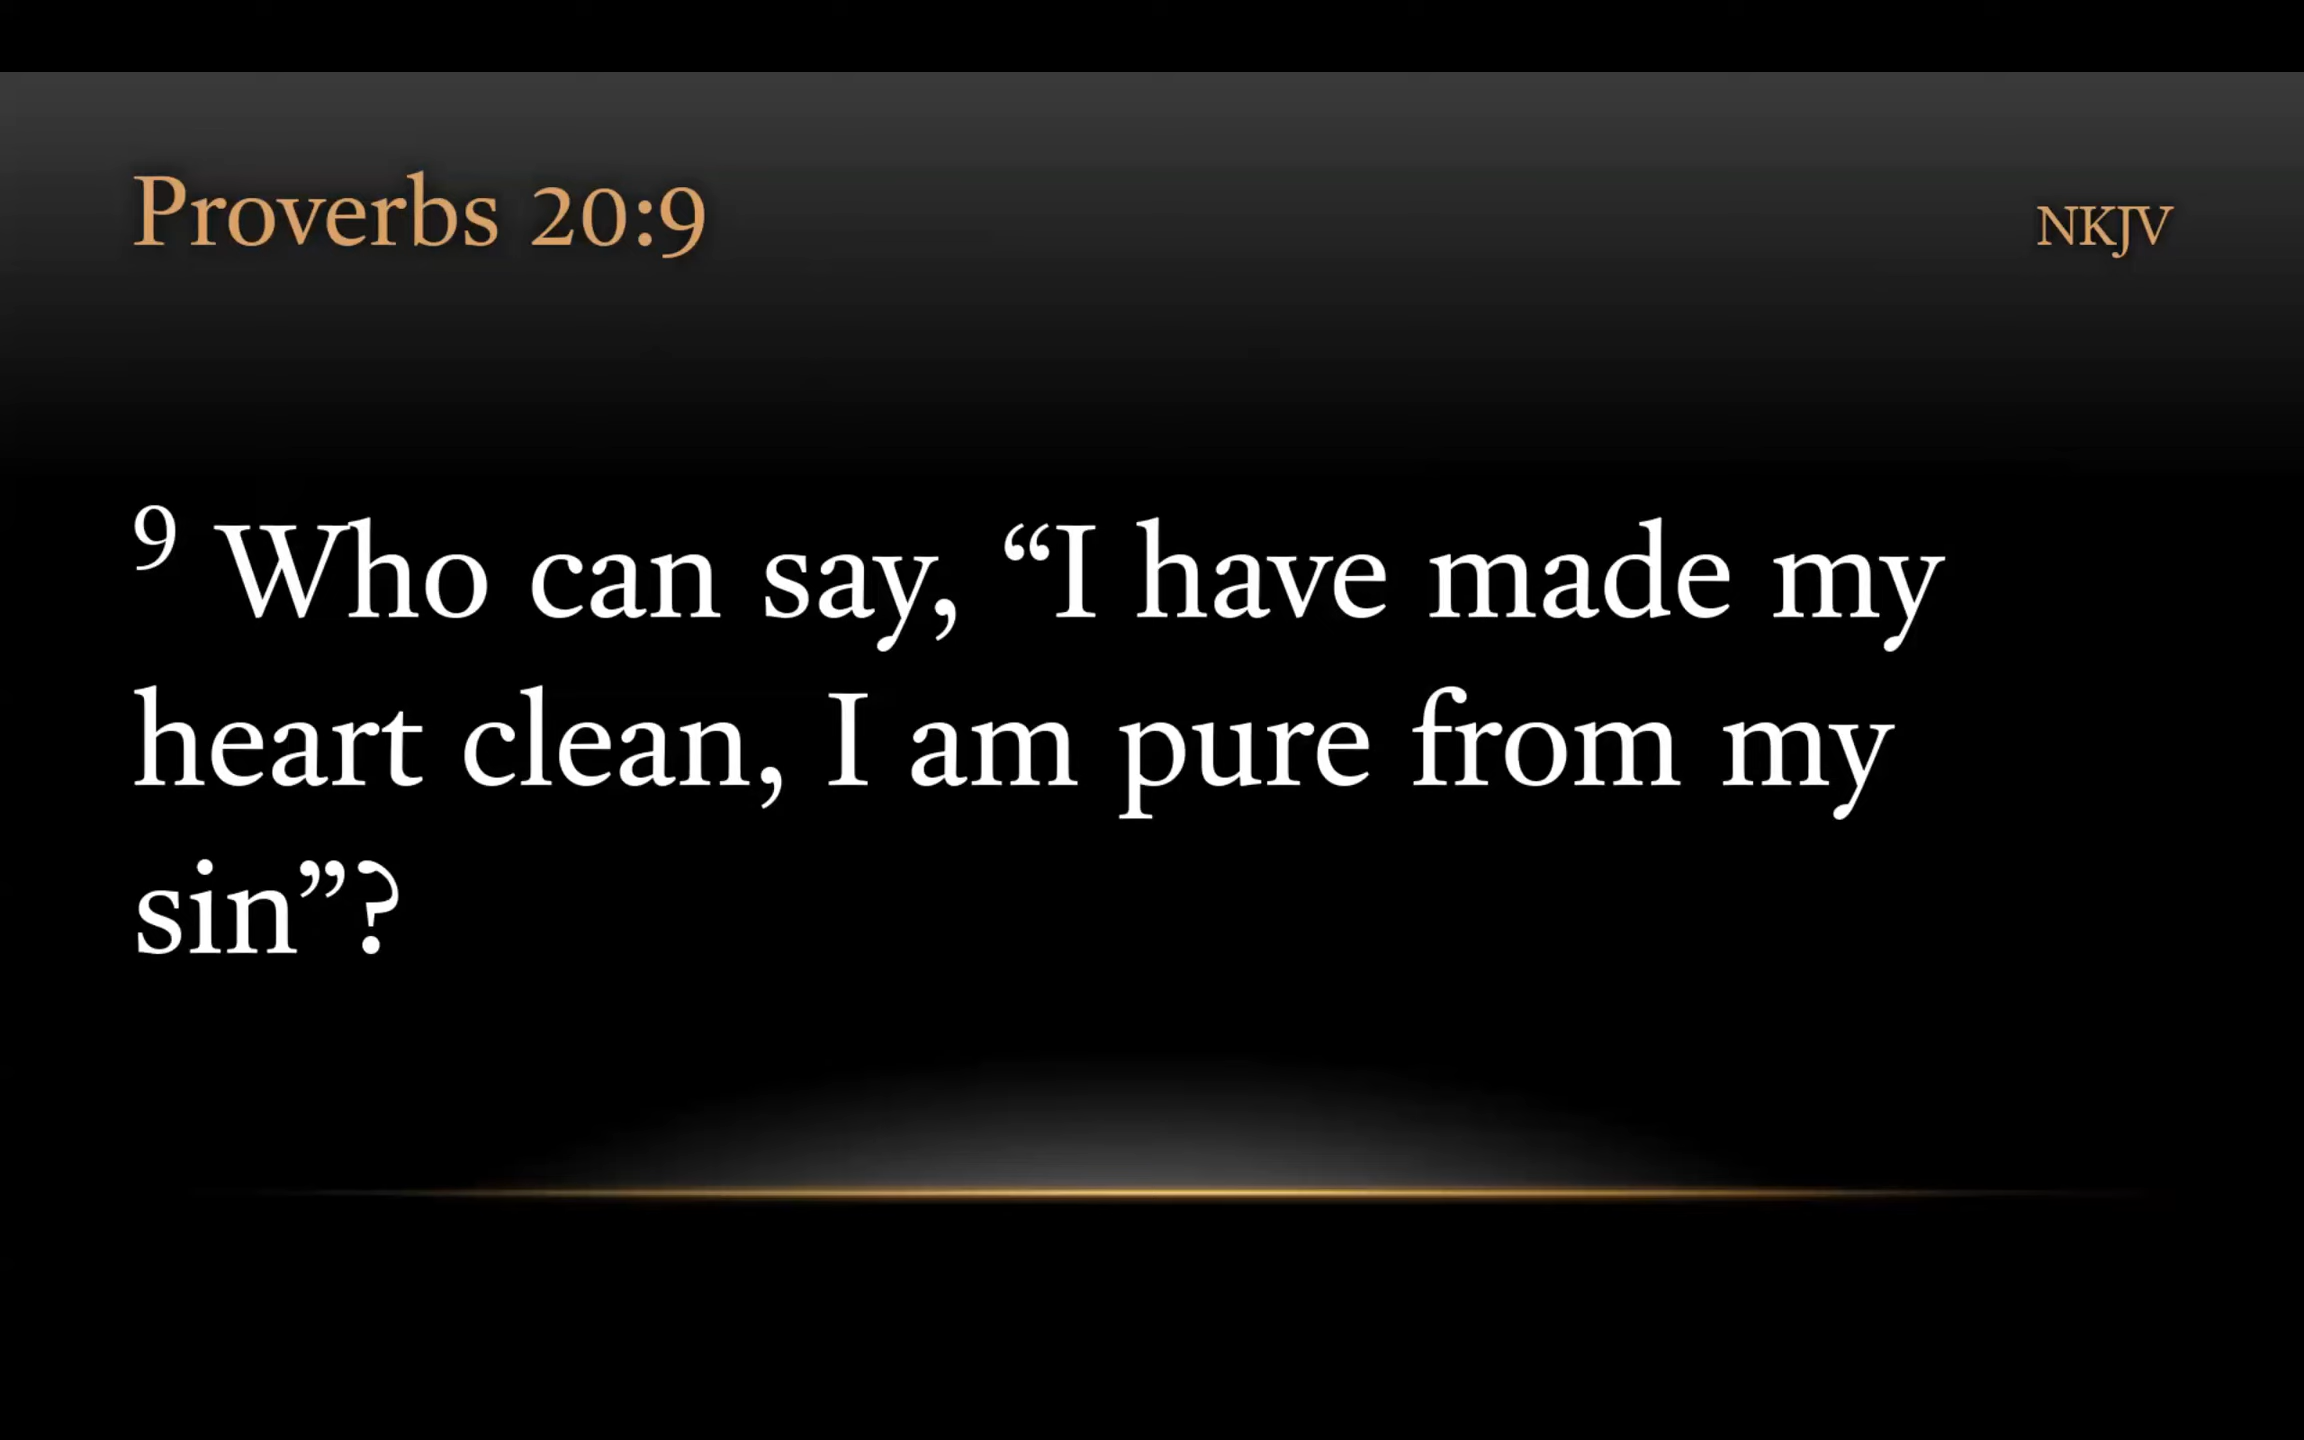 Proverbs 20:9
NKJV
9 Who can say, “I have made my
heart clean, I am pure from my
sin”?